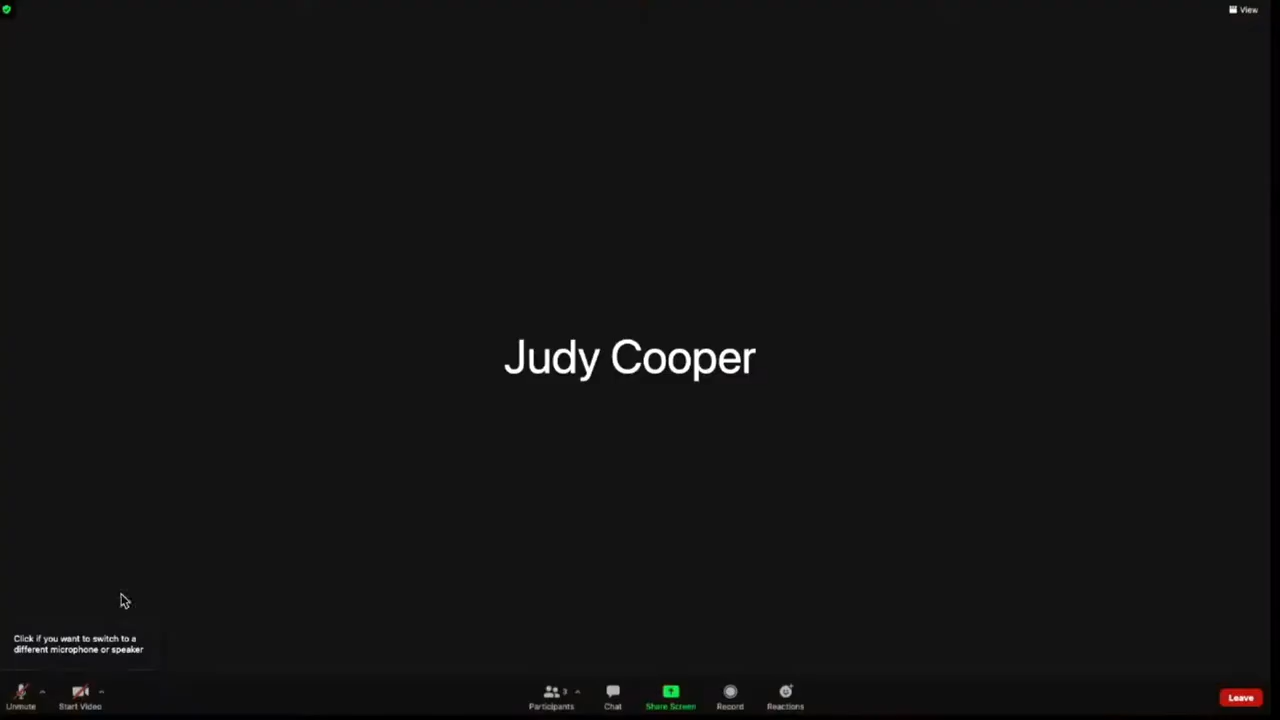 View
Judy Cooper
Click if you want to switch to a
different microphone or speaker
Unmute
Start Video
Participants
3
Chat
Share Screen
Record
Reactions
Leave